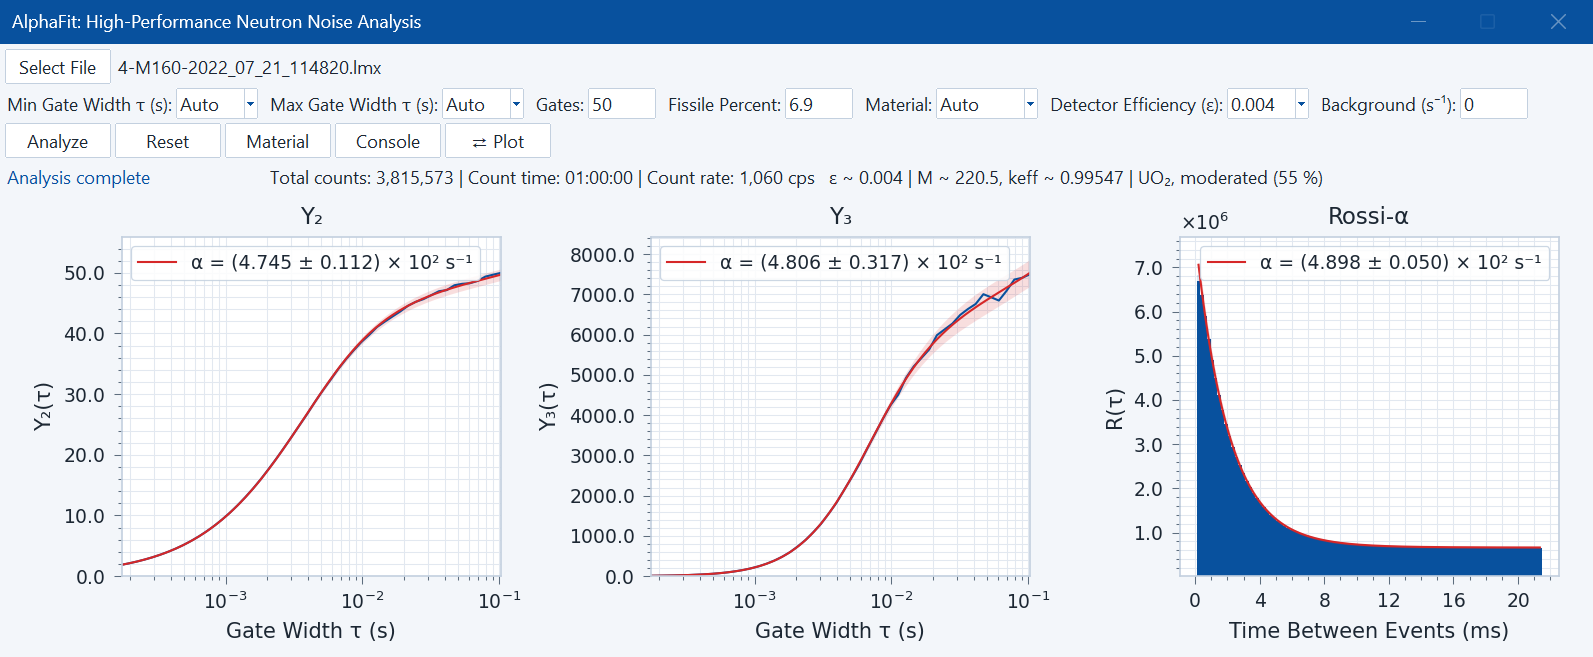 AlphaFit: High-Performance Neutron Noise Analysis
Select File 4-M160-2022_07_21_114820.lmx
Min Gate Width τ (s): Auto Max Gate Width τ (s): Auto Gates: 50 Fissile Percent: 6.9 Material: Auto Detector Efficiency (ε): 0.004 Background (s⁻¹): 0
Analyze Reset Material Console ⇄ Plot
Analysis complete Total counts: 3,815,573 | Count time: 01:00:00 | Count rate: 1,060 cps ε ~ 0.004 | M ~ 220.5, keff ~ 0.99547 | UO₂, moderated (55 %)
Y₂
α = (4.745 ± 0.112) × 10² s⁻¹
50.0
40.0
30.0
20.0
10.0
0.0
Y₂(τ)
10⁻³ 10⁻² 10⁻¹
Gate Width τ (s)
Y₃
α = (4.806 ± 0.317) × 10² s⁻¹
8000.0
7000.0
6000.0
5000.0
4000.0
3000.0
2000.0
1000.0
0.0
Y₃(τ)
10⁻³ 10⁻² 10⁻¹
Gate Width τ (s)
×10⁶ Rossi-α
α = (4.898 ± 0.050) × 10² s⁻¹
7.0
6.0
5.0
4.0
3.0
2.0
1.0
R(τ)
0 4 8 12 16 20
Time Between Events (ms)